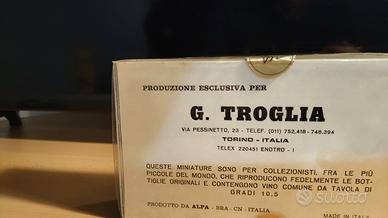 PRODUZIONE ESCLUSIVA PER
G. TROGLIA
VIA PESSINETTO, 23 - TELEF. (011) 752.418 - 748.394
TORINO - ITALIA
TELEX 220451 ENOTRO - I
QUESTE MINIATURE SONO PER COLLEZIONISTI, FRA LE PIÙ
PICCOLE DEL MONDO, CHE RIPRODUCONO FEDELMENTE LE BOT-
TIGLIE ORIGINALI E CONTENGONO VINO COMUNE DA TAVOLA DI
GRADI 10,5
PRODOTTO DA ALPA - BRA - CN - ITALIA
MADE IN ITALY
subito